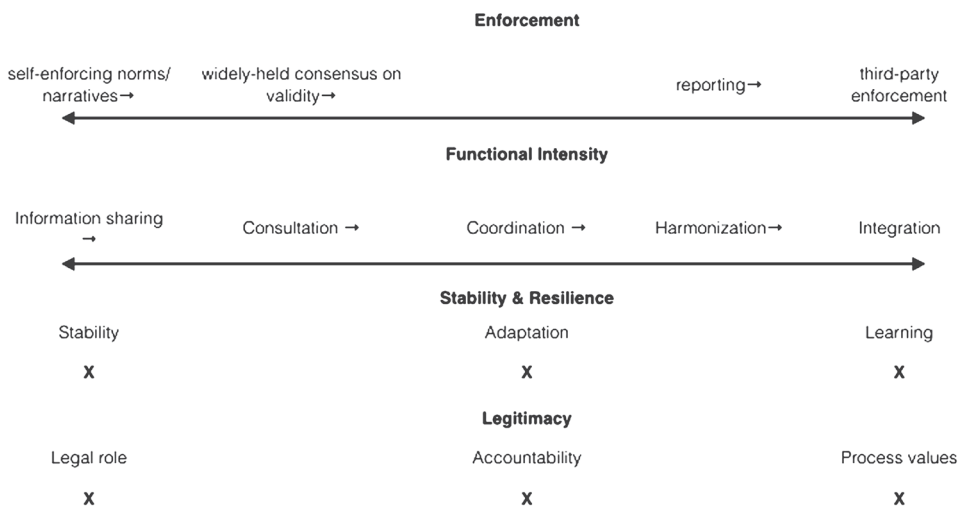 Enforcement
self-enforcing norms/
narratives→
widely-held consensus on
validity→
reporting→
third-party
enforcement
Functional Intensity
Information sharing
→
Consultation →
Coordination →
Harmonization→
Integration
Stability & Resilience
Stability
Adaptation
Learning
X
X
X
Legitimacy
Legal role
Accountability
Process values
X
X
X